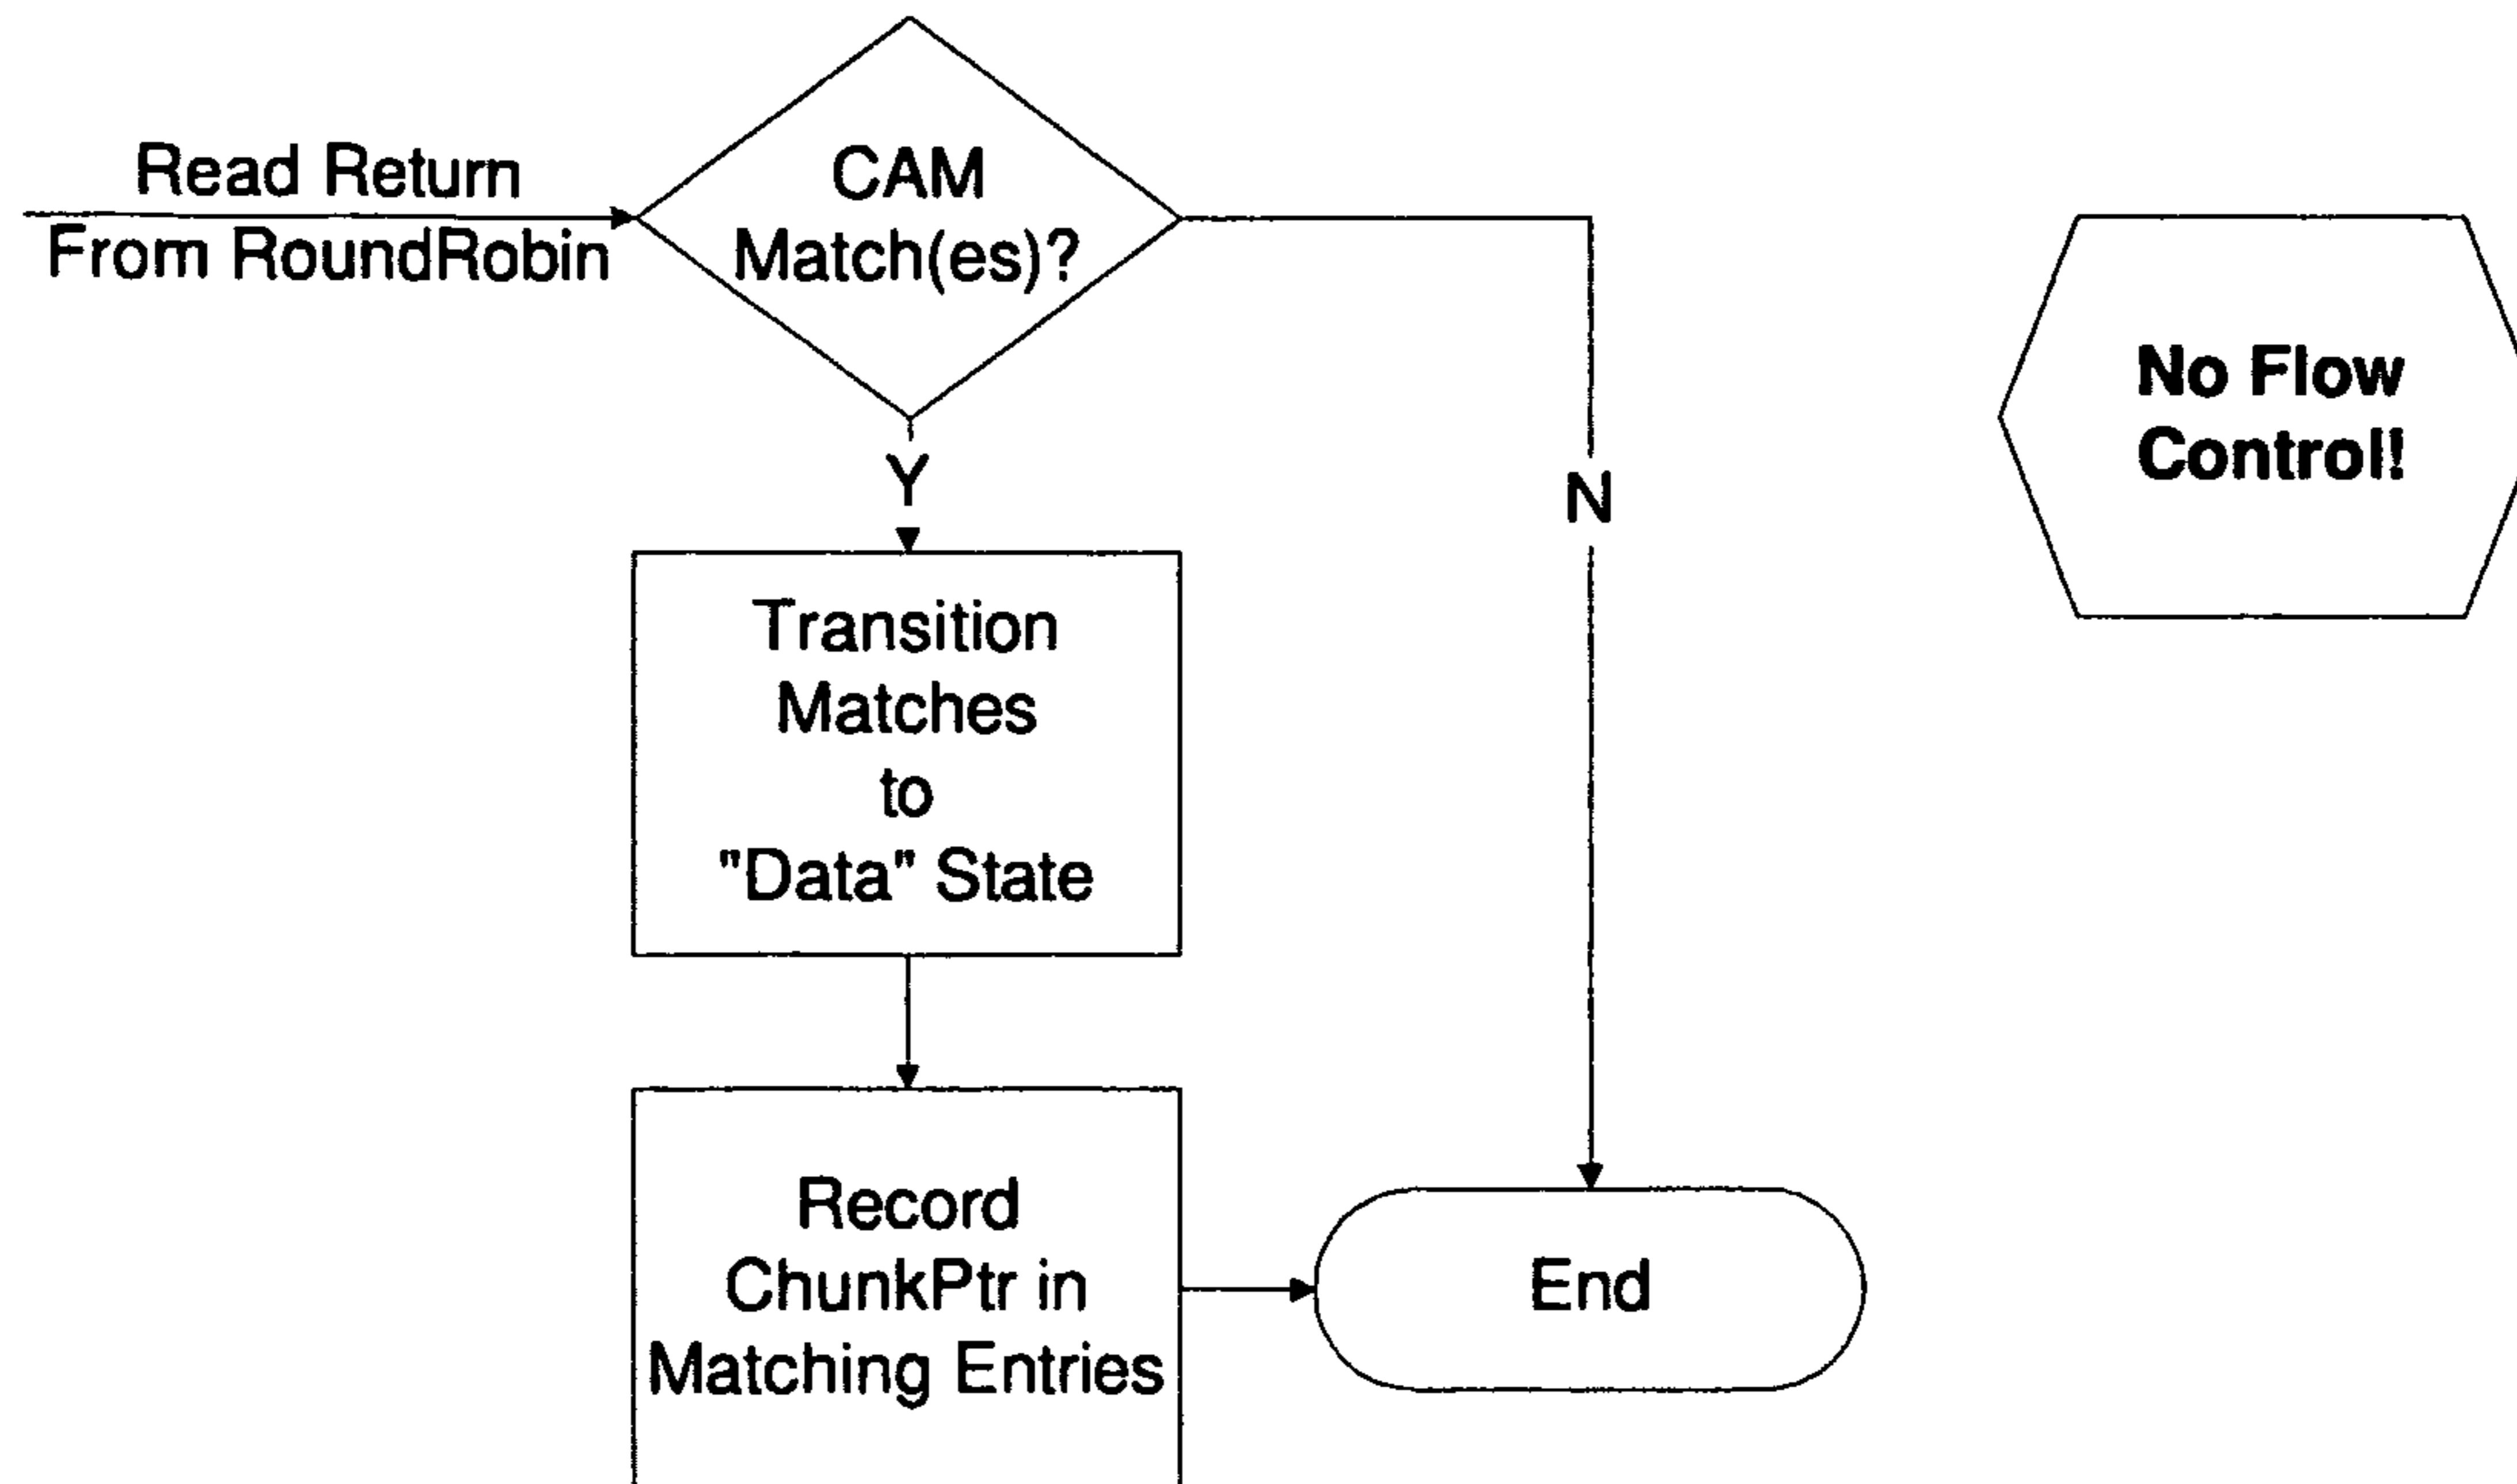 Read Return
From RoundRobin
CAM
Match(es)?
No Flow
Control!
Y
N
Transition
Matches
to
"Data" State
Record
ChunkPtr in
Matching Entries
End